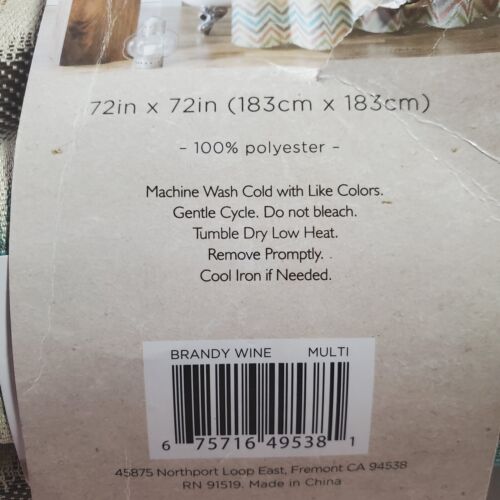 72in x 72in (183cm x 183cm)
- 100% polyester -
Machine Wash Cold with Like Colors.
Gentle Cycle. Do not bleach.
Tumble Dry Low Heat.
Remove Promptly.
Cool Iron if Needed.
BRANDY WINE MULTI
6 75716 49538 1
45875 Northport Loop East, Fremont CA 94538
RN 91519. Made in China